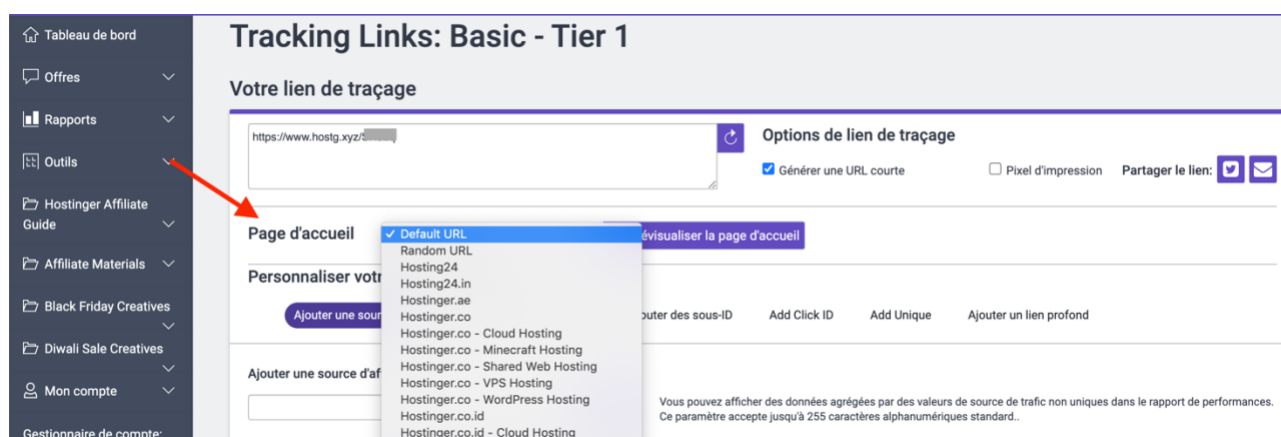 Tableau de bord
Offres
Rapports
Outils
Hostinger Affiliate
Guide
Affiliate Materials
Black Friday Creatives
Diwali Sale Creatives
Mon compte
Gestionnaire de compte:
Tracking Links: Basic - Tier 1
Votre lien de traçage
https://www.hostg.xyz/
Options de lien de traçage
Générer une URL courte
Pixel d'impression
Partager le lien:
Page d'accueil
évisualiser la page d'accueil
Default URL
Random URL
Hosting24
Hosting24.in
Hostinger.ae
Hostinger.co
Hostinger.co - Cloud Hosting
Hostinger.co - Minecraft Hosting
Hostinger.co - Shared Web Hosting
Hostinger.co - VPS Hosting
Hostinger.co - WordPress Hosting
Hostinger.co.id
Hostinger.co.id - Cloud Hosting
Personnaliser votr
Ajouter une sour
outer des sous-ID
Add Click ID
Add Unique
Ajouter un lien profond
Ajouter une source d'af
Vous pouvez afficher des données agrégées par des valeurs de source de trafic non uniques dans le rapport de performances.
Ce paramètre accepte jusqu'à 255 caractères alphanumériques standard..